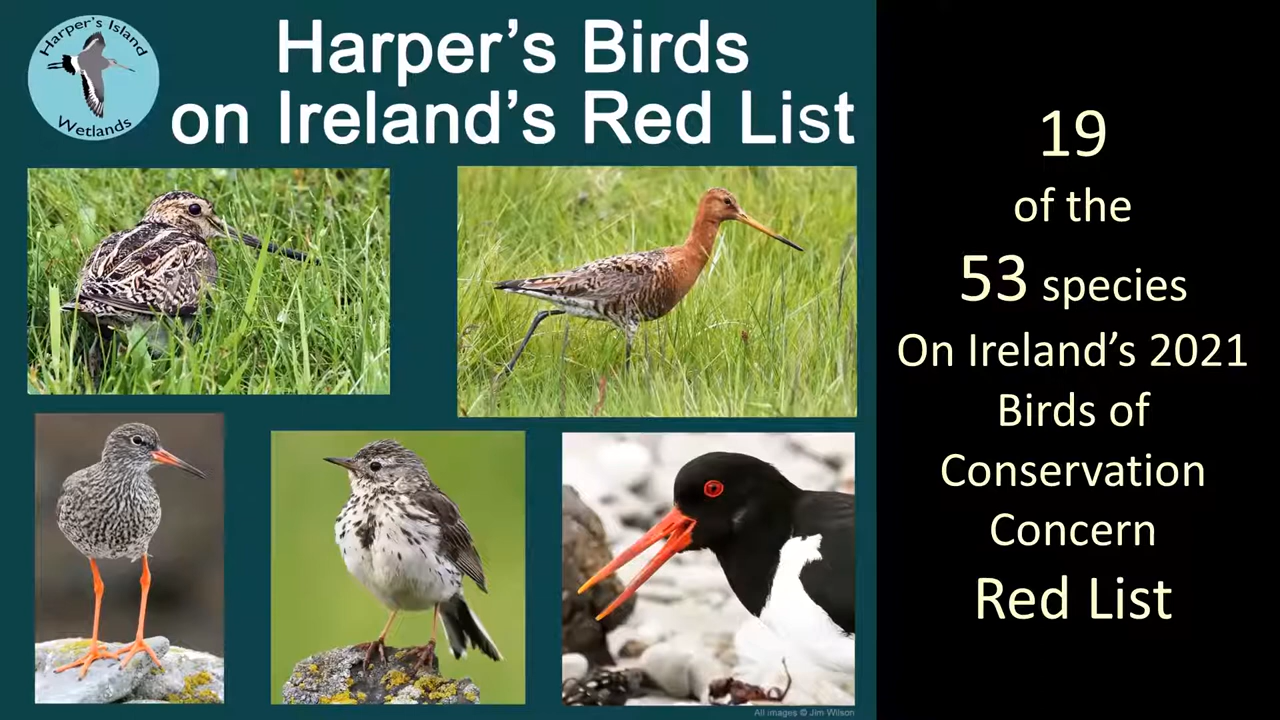 Harper's Island
Wetlands
Harper's Birds
on Ireland's Red List
All images © Jim Wilson
19
of the
53 species
On Ireland's 2021
Birds of
Conservation
Concern
Red List